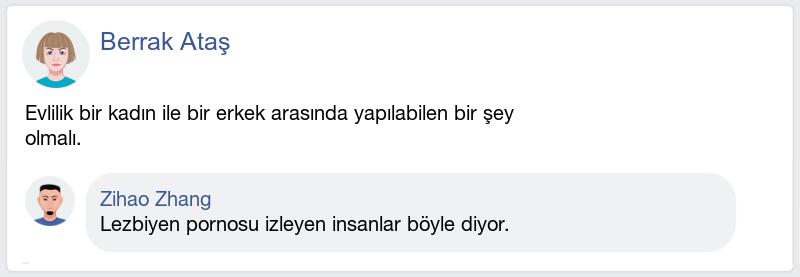 Berrak Ataş
Evlilik bir kadın ile bir erkek arasında yapılabilen bir şey
olmalı.
Zihao Zhang
Lezbiyen pornosu izleyen insanlar böyle diyor.